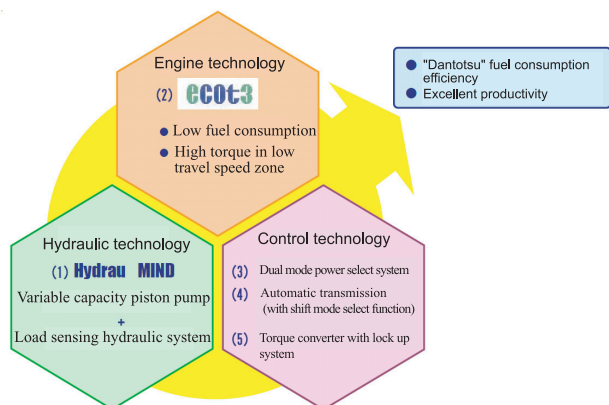 Engine technology
(2) ecot3
● Low fuel consumption
● High torque in low
travel speed zone
● "Dantotsu" fuel consumption
efficiency
● Excellent productivity
Hydraulic technology
(1) Hydrau MIND
Variable capacity piston pump
+
Load sensing hydraulic system
Control technology
(3) Dual mode power select system
(4) Automatic transmission
(with shift mode select function)
(5) Torque converter with lock up
system